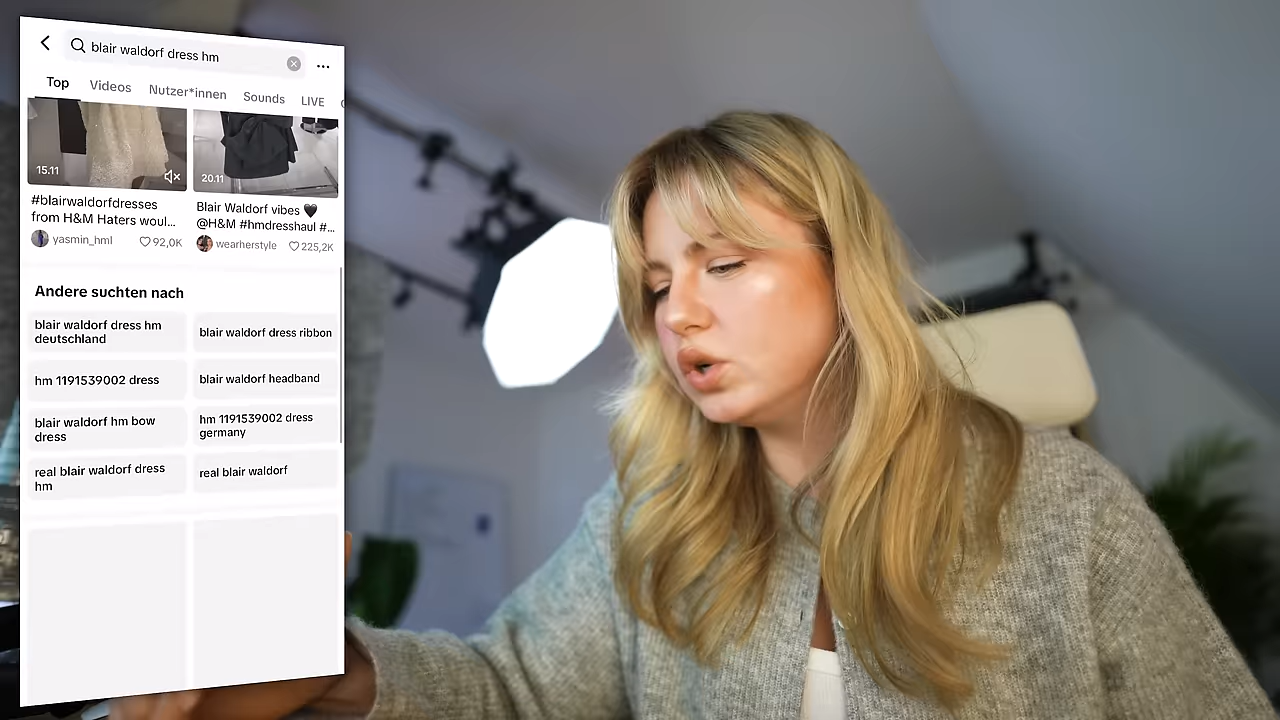 blair waldorf dress hm
Top Videos Nutzer*innen Sounds LIVE
15.11
20.11
#blairwaldorfdresses
from H&M Haters woul...
yasmin_hml 92,0K
Blair Waldorf vibes 🖤
@H&M #hmdresshaul #...
wearherstyle 225,2K
Andere suchten nach
blair waldorf dress hm
deutschland
blair waldorf dress ribbon
hm 1191539002 dress
blair waldorf headband
blair waldorf hm bow
dress
hm 1191539002 dress
germany
real blair waldorf dress
hm
real blair waldorf